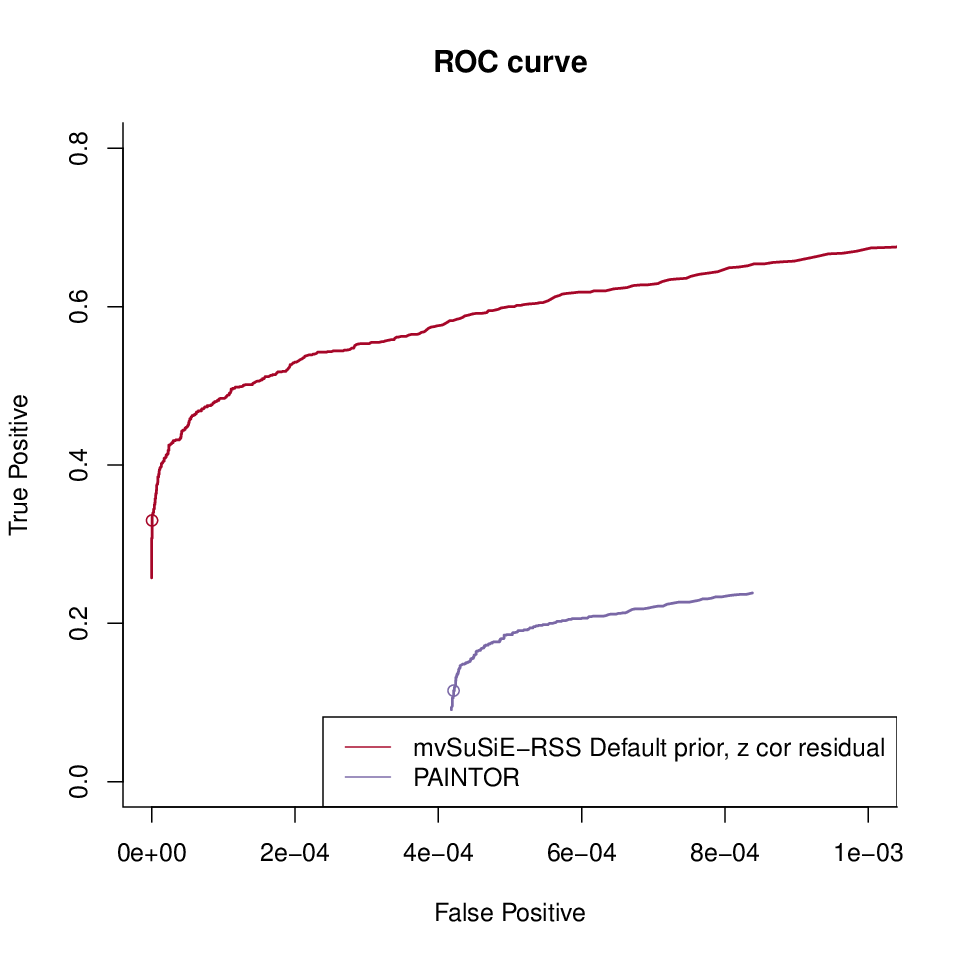 ROC curve
True Positive
0.8
0.6
0.4
0.2
0.0
mvSuSiE−RSS Default prior, z cor residual
PAINTOR
0e+00 2e−04 4e−04 6e−04 8e−04 1e−03
False Positive